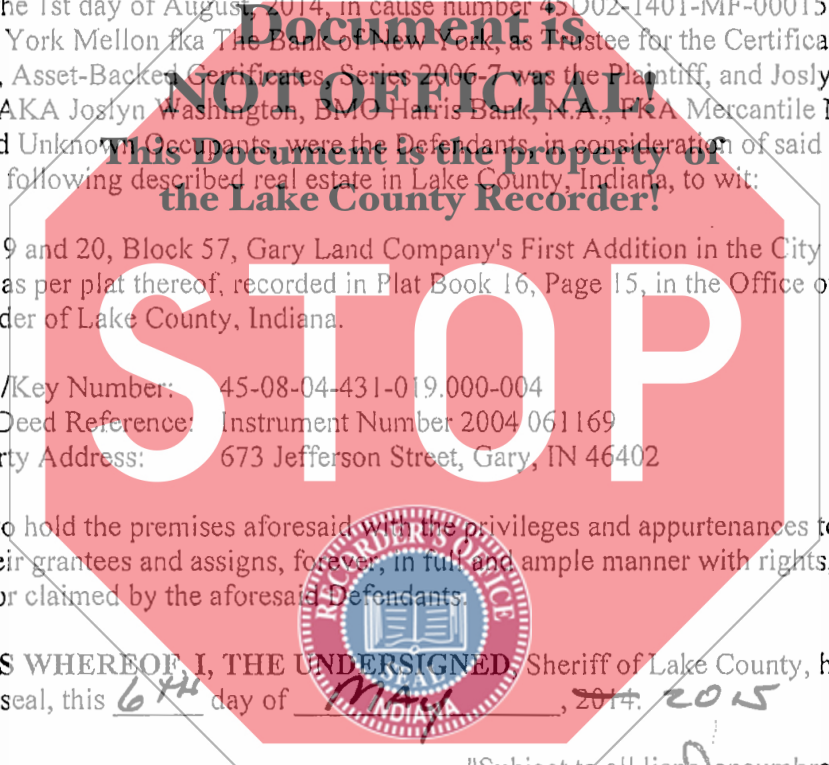 he 1st day of August, 2014, in cause number 45D02-1401-MF-00015
Document is
York Mellon fka The Bank of New York, as Trustee for the Certifica
Asset-Backed Certificates, Series 2006-7 was the Plaintiff, and Josly
NOT OFFICIAL!
AKA Joslyn Washington, BMO Harris Bank, N.A., FKA Mercantile
d Unknown Occupants, were the Defendants, in consideration of said
This Document is the property of
following described real estate in Lake County, Indiana, to wit:
the Lake County Recorder!
9 and 20, Block 57, Gary Land Company's First Addition in the City
as per plat thereof, recorded in Plat Book 16, Page 15, in the Office o
der of Lake County, Indiana.
STOP
/Key Number: 45-08-04-431-019.000-004
Deed Reference: Instrument Number 2004 061169
rty Address: 673 Jefferson Street, Gary, IN 46402
o hold the premises aforesaid with the privileges and appurtenances t
eir grantees and assigns, forever, in full and ample manner with rights
or claimed by the aforesaid Defendants.
RECORDER'S OFFICE
SEAL
INDIANA
S WHEREOF, I, THE UNDERSIGNED, Sheriff of Lake County, h
seal, this 6TH day of May, 2014. 2015
"Subject to all liens, encumbra